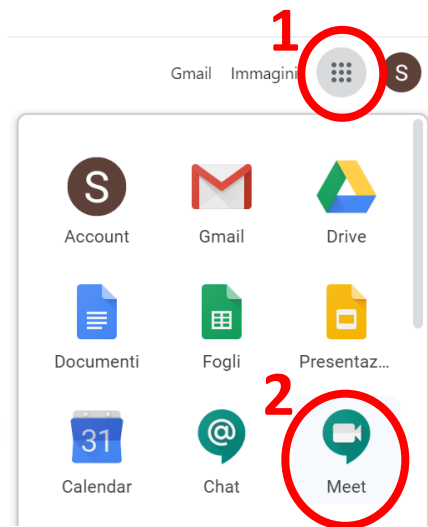 1
Gmail Immagini
S
S
Account Gmail Drive
Documenti Fogli Presentaz...
2
31 @
Calendar Chat Meet